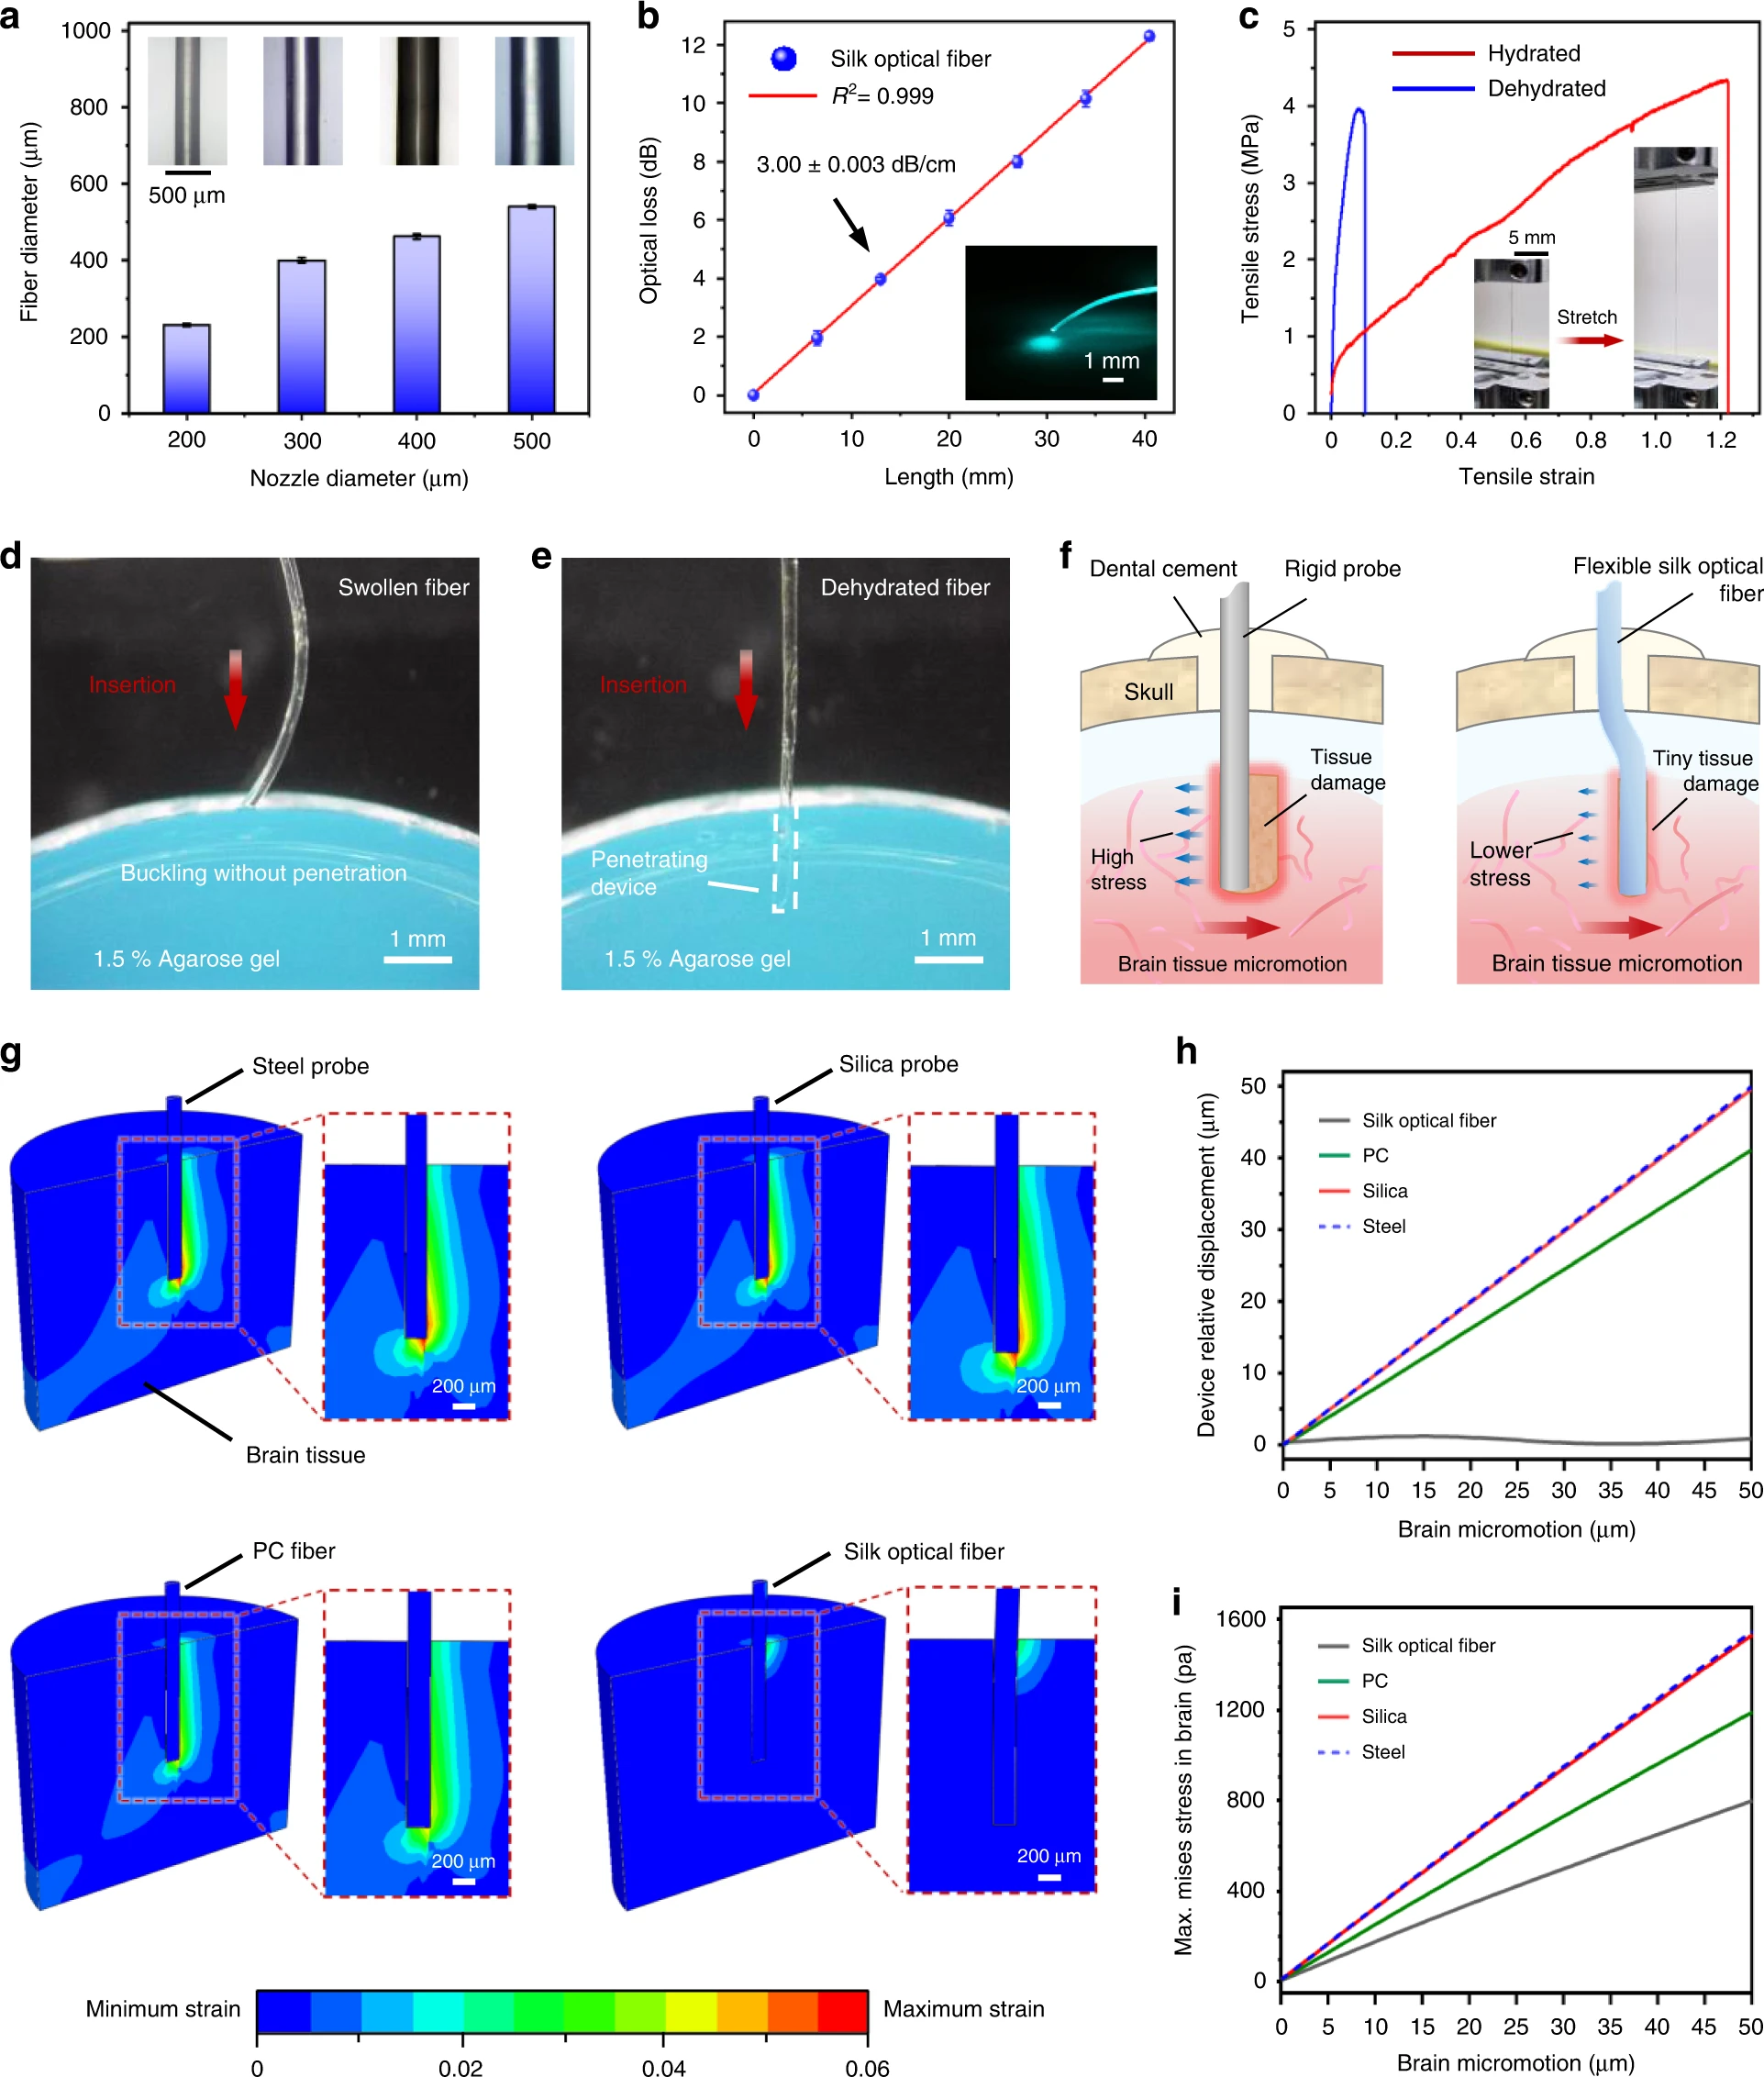 a
1000
800
600
400
200
0
Fiber diameter (μm)
500 μm
200 300 400 500
Nozzle diameter (μm)
b
12
10
8
6
4
2
0
Optical loss (dB)
Silk optical fiber
R²= 0.999
3.00 ± 0.003 dB/cm
1 mm
0 10 20 30 40
Length (mm)
c
5
4
3
2
1
0
Tensile stress (MPa)
Hydrated
Dehydrated
5 mm
Stretch
0 0.2 0.4 0.6 0.8 1.0 1.2
Tensile strain
d
Swollen fiber
Insertion
Buckling without penetration
1 mm
1.5 % Agarose gel
e
Dehydrated fiber
Insertion
Penetrating
device
1 mm
1.5 % Agarose gel
f
Dental cement
Rigid probe
Skull
Tissue
damage
High
stress
Brain tissue micromotion
Flexible silk optical
fiber
Tiny tissue
damage
Lower
stress
Brain tissue micromotion
g
Steel probe
200 μm
Brain tissue
Silica probe
200 μm
PC fiber
200 μm
Silk optical fiber
200 μm
Minimum strain
Maximum strain
0 0.02 0.04 0.06
h
50
40
30
20
10
0
Device relative displacement (μm)
Silk optical fiber
PC
Silica
Steel
0 5 10 15 20 25 30 35 40 45 50
Brain micromotion (μm)
i
1600
1200
800
400
0
Max. mises stress in brain (pa)
Silk optical fiber
PC
Silica
Steel
0 5 10 15 20 25 30 35 40 45 50
Brain micromotion (μm)